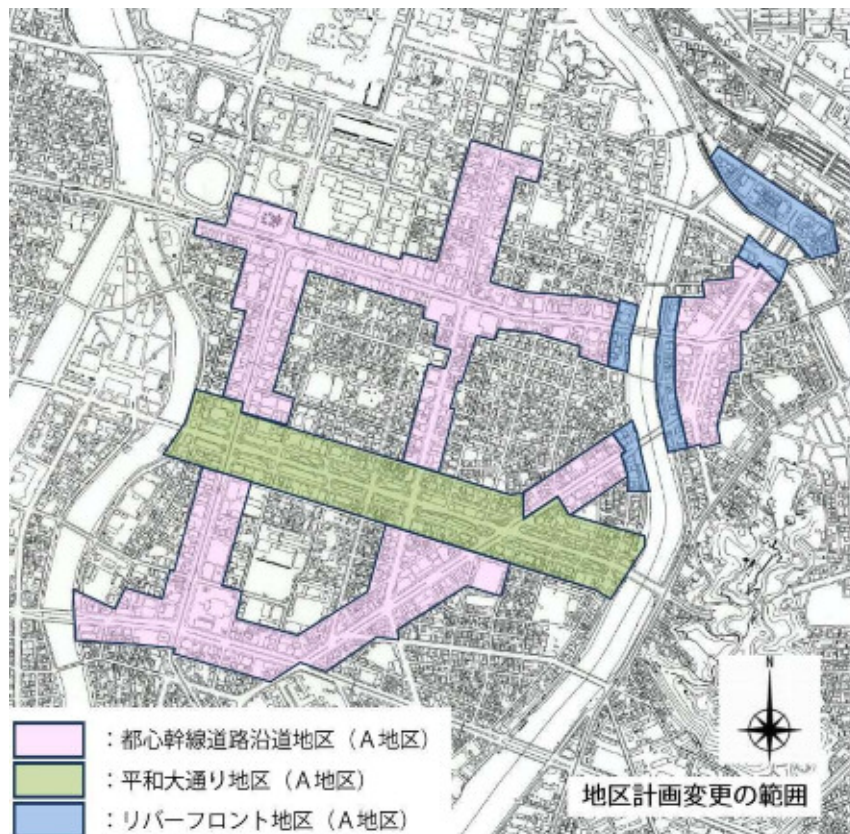 N
：都心幹線道路沿道地区（A地区）
：平和大通り地区（A地区）
：リバーフロント地区（A地区）
地区計画変更の範囲